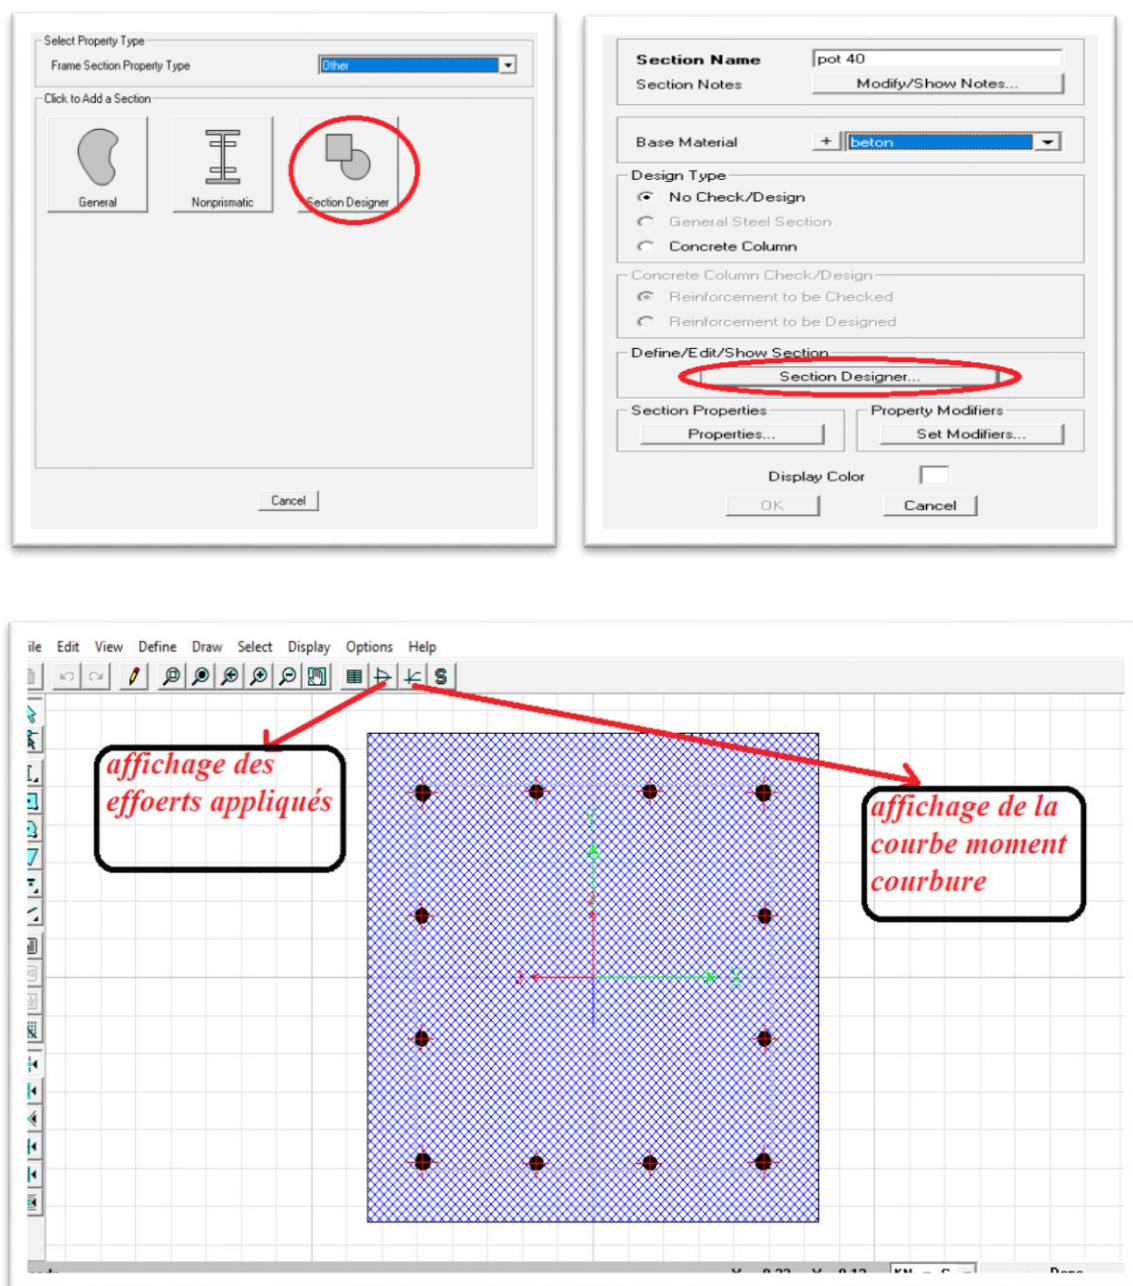 Select Property Type
Frame Section Property Type
Other
Click to Add a Section
General
Nonprismatic
Section Designer
Cancel
Section Name
pot 40
Section Notes
Modify/Show Notes...
Base Material
+
beton
Design Type
No Check/Design
General Steel Section
Concrete Column
Concrete Column Check/Design
Reinforcement to be Checked
Reinforcement to be Designed
Define/Edit/Show Section
Section Designer...
Section Properties
Properties...
Property Modifiers
Set Modifiers...
Display Color
OK
Cancel
ile Edit View Define Draw Select Display Options Help
S
affichage des
effoerts appliqués
affichage de la
courbe moment
courbure
Y
X